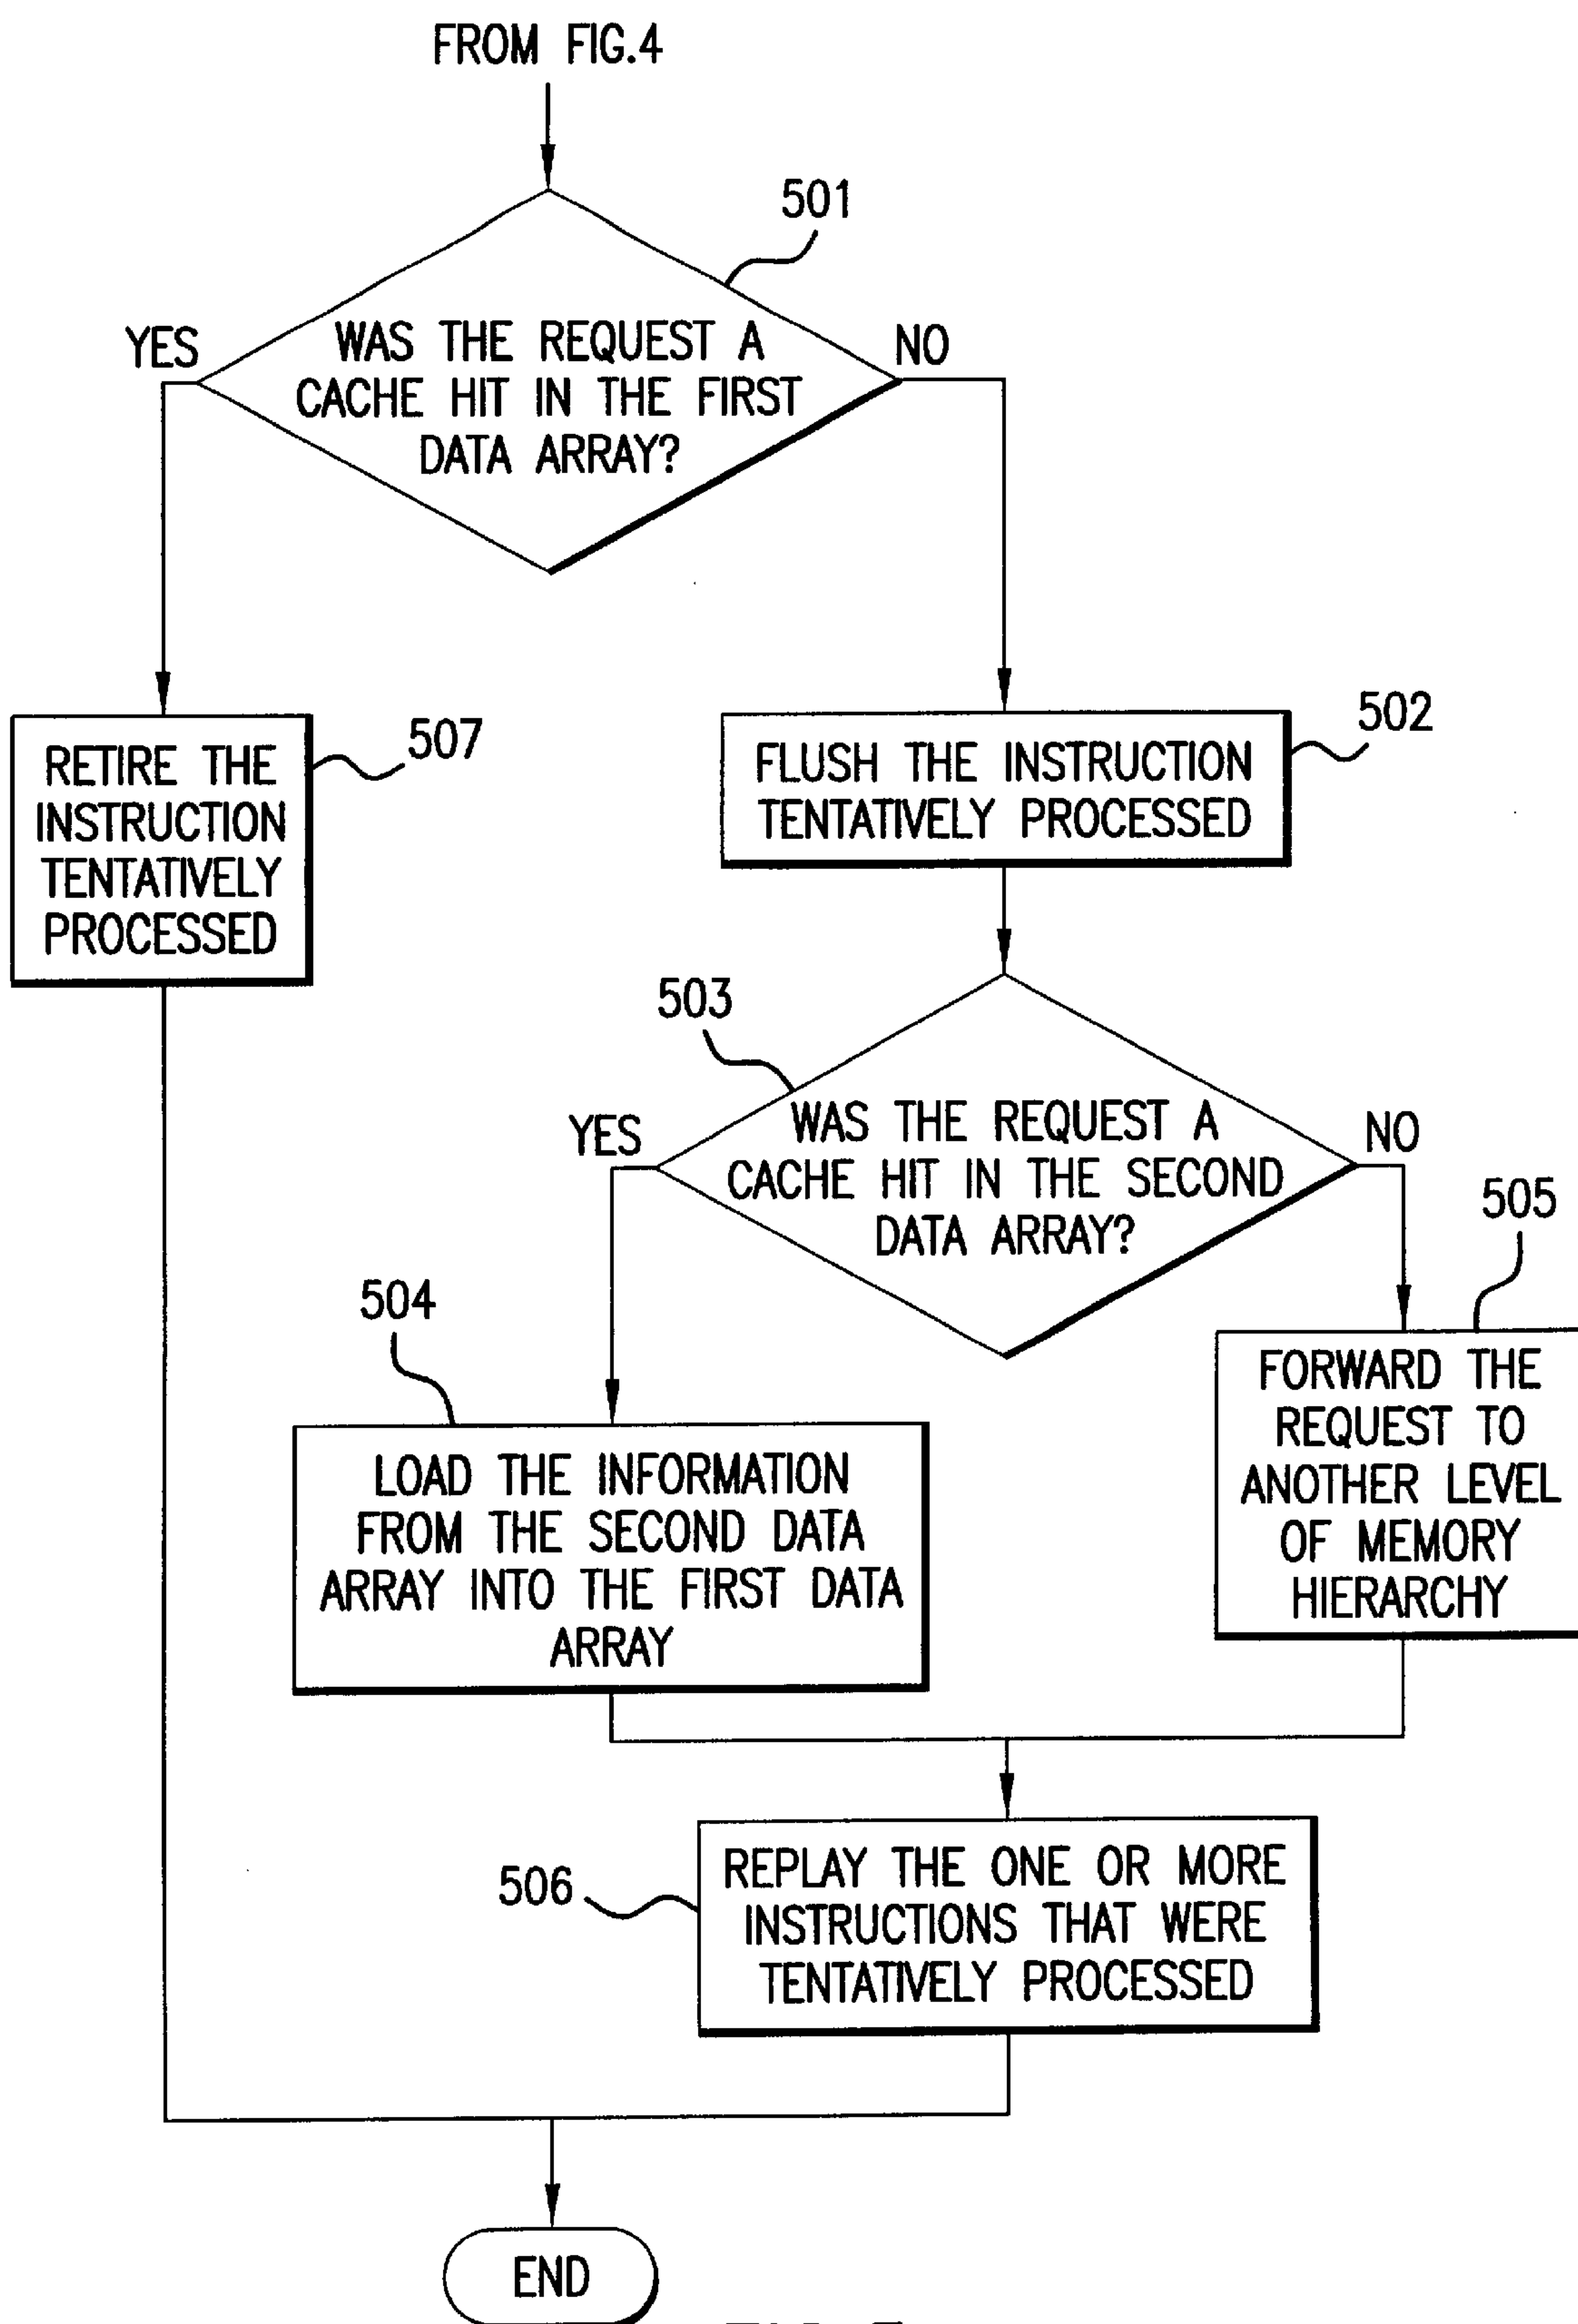 FROM FIG.4
501
YES
NO
WAS THE REQUEST A
CACHE HIT IN THE FIRST
DATA ARRAY?
507
RETIRE THE
INSTRUCTION
TENTATIVELY
PROCESSED
502
FLUSH THE INSTRUCTION
TENTATIVELY PROCESSED
503
YES
NO
WAS THE REQUEST A
CACHE HIT IN THE SECOND
DATA ARRAY?
505
504
FORWARD THE
REQUEST TO
ANOTHER LEVEL
OF MEMORY
HIERARCHY
LOAD THE INFORMATION
FROM THE SECOND DATA
ARRAY INTO THE FIRST DATA
ARRAY
506
REPLAY THE ONE OR MORE
INSTRUCTIONS THAT WERE
TENTATIVELY PROCESSED
END